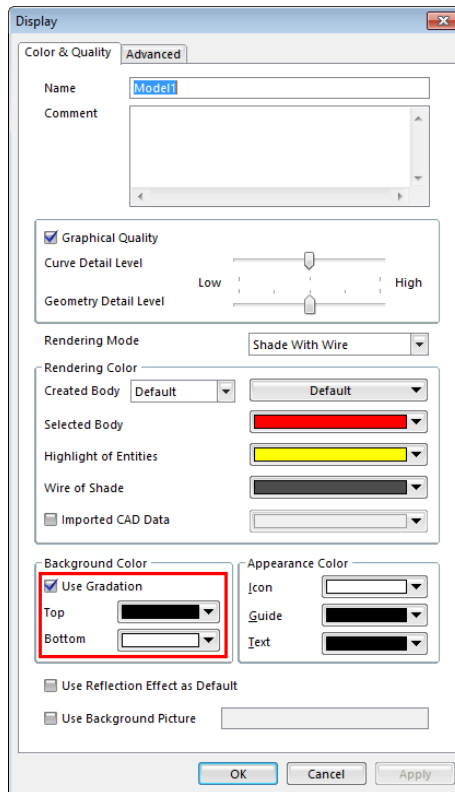 Display
Color & Quality Advanced
Name Model1
Comment
Graphical Quality
Curve Detail Level
Low High
Geometry Detail Level
Rendering Mode Shade With Wire
Rendering Color
Created Body Default Default
Selected Body
Highlight of Entities
Wire of Shade
Imported CAD Data
Background Color Appearance Color
Use Gradation Icon
Top Guide
Bottom Text
Use Reflection Effect as Default
Use Background Picture
OK Cancel Apply